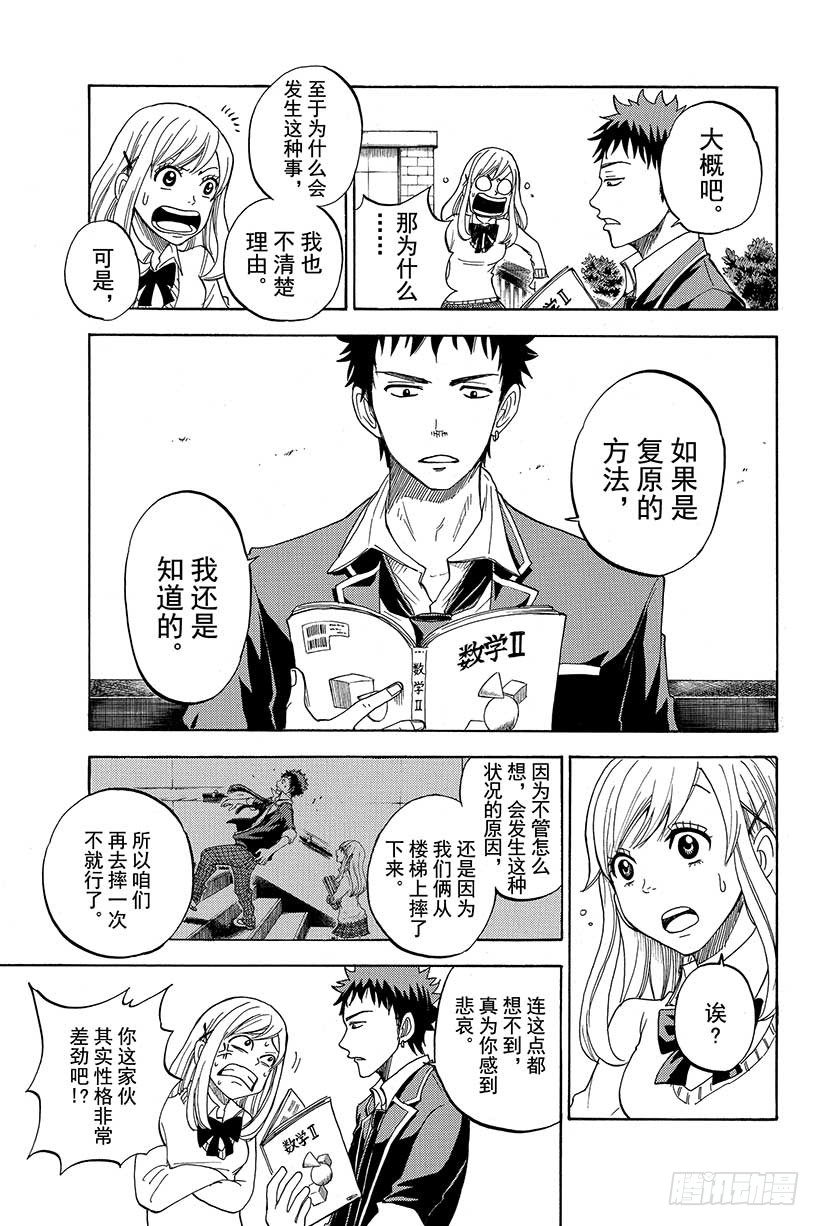 大概吧。
那为什么
……
至于为什么会
发生这种事，
我也
不清楚
理由。
可是，
数学Ⅱ
如果是
复原的
方法，
我还是
知道的。
数学Ⅱ
数学Ⅱ
诶？
因为不管怎么
想，会发生这种
状况的原因，
还是因为
我们俩从
楼梯上摔了
下来。
所以咱们
再去摔一次
不就行了。
连这点都
想不到，
真为你感到
悲哀。
你这家伙
其实性格非常
差劲吧！？
数学Ⅱ
腾讯动漫